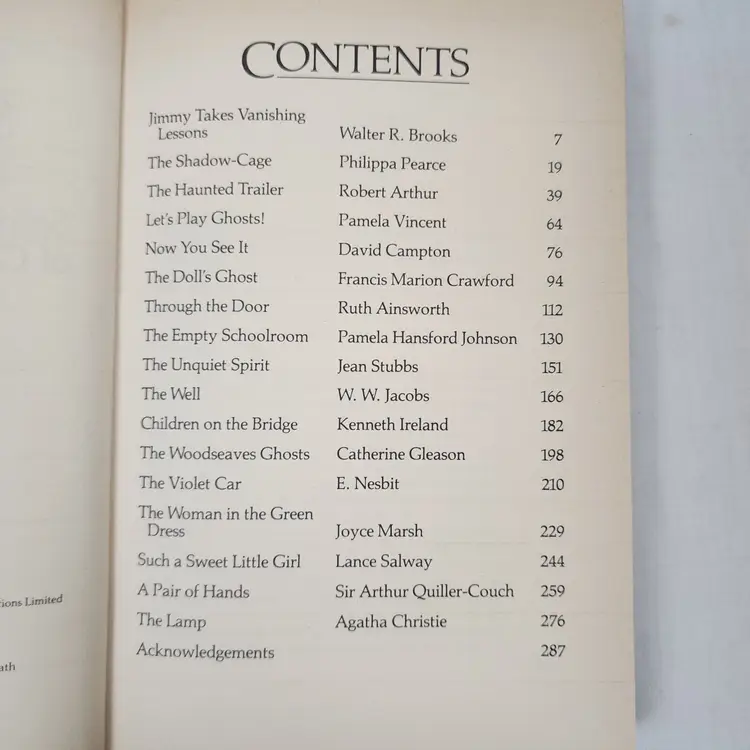 CONTENTS
Jimmy Takes Vanishing
Lessons Walter R. Brooks 7
The Shadow-Cage Philippa Pearce 19
The Haunted Trailer Robert Arthur 39
Let's Play Ghosts! Pamela Vincent 64
Now You See It David Campton 76
The Doll's Ghost Francis Marion Crawford 94
Through the Door Ruth Ainsworth 112
The Empty Schoolroom Pamela Hansford Johnson 130
The Unquiet Spirit Jean Stubbs 151
The Well W. W. Jacobs 166
Children on the Bridge Kenneth Ireland 182
The Woodseaves Ghosts Catherine Gleason 198
The Violet Car E. Nesbit 210
The Woman in the Green
Dress Joyce Marsh 229
Such a Sweet Little Girl Lance Salway 244
A Pair of Hands Sir Arthur Quiller-Couch 259
The Lamp Agatha Christie 276
Acknowledgements 287
tions Limited
ath